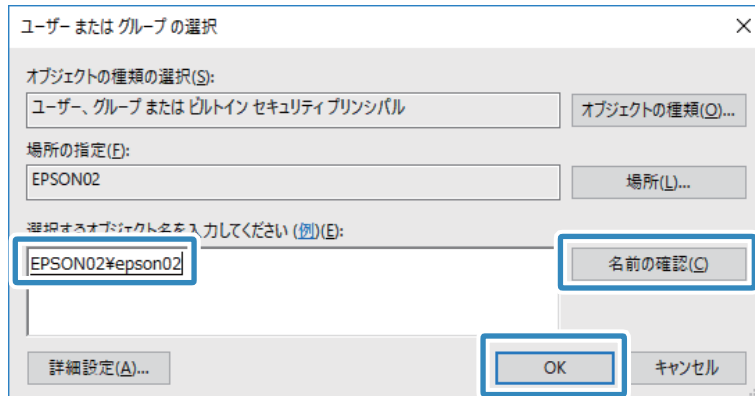 ユーザー または グループ の選択
オブジェクトの種類の選択(S):
ユーザー、グループ または ビルトイン セキュリティ プリンシパル
オブジェクトの種類(O)...
場所の指定(F):
EPSON02
場所(L)...
選択するオブジェクト名を入力してください (例)(E):
EPSON02¥epson02
名前の確認(C)
詳細設定(A)...
OK
キャンセル